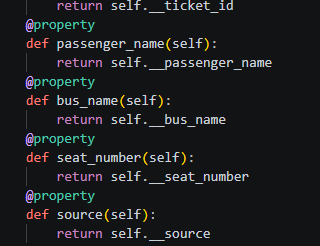 return self.__ticket_id
    @property
    def passenger_name(self):
        return self.__passenger_name
    @property
    def bus_name(self):
        return self.__bus_name
    @property
    def seat_number(self):
        return self.__seat_number
    @property
    def source(self):
        return self.__source